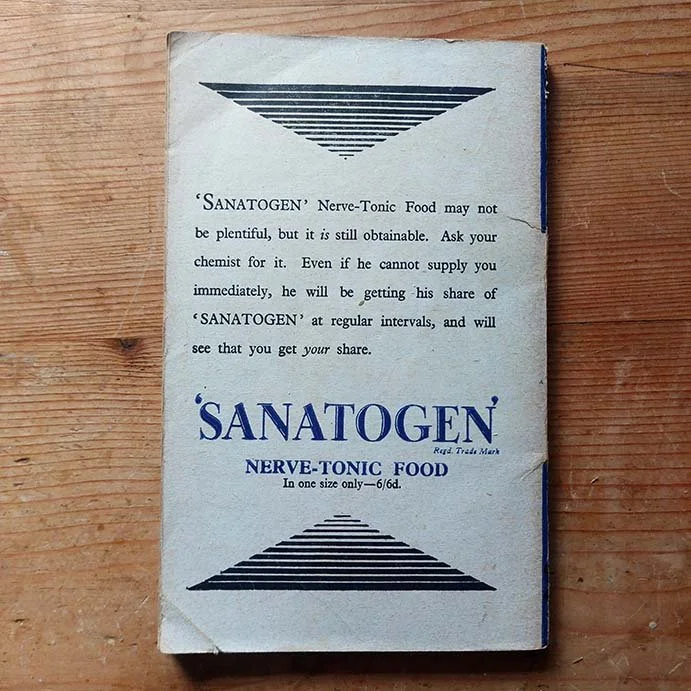 ‘SANATOGEN’ Nerve-Tonic Food may not
be plentiful, but it is still obtainable. Ask your
chemist for it. Even if he cannot supply you
immediately, he will be getting his share of
‘SANATOGEN’ at regular intervals, and will
see that you get your share.
‘SANATOGEN’
Regd. Trade Mark
NERVE-TONIC FOOD
In one size only—6/6d.